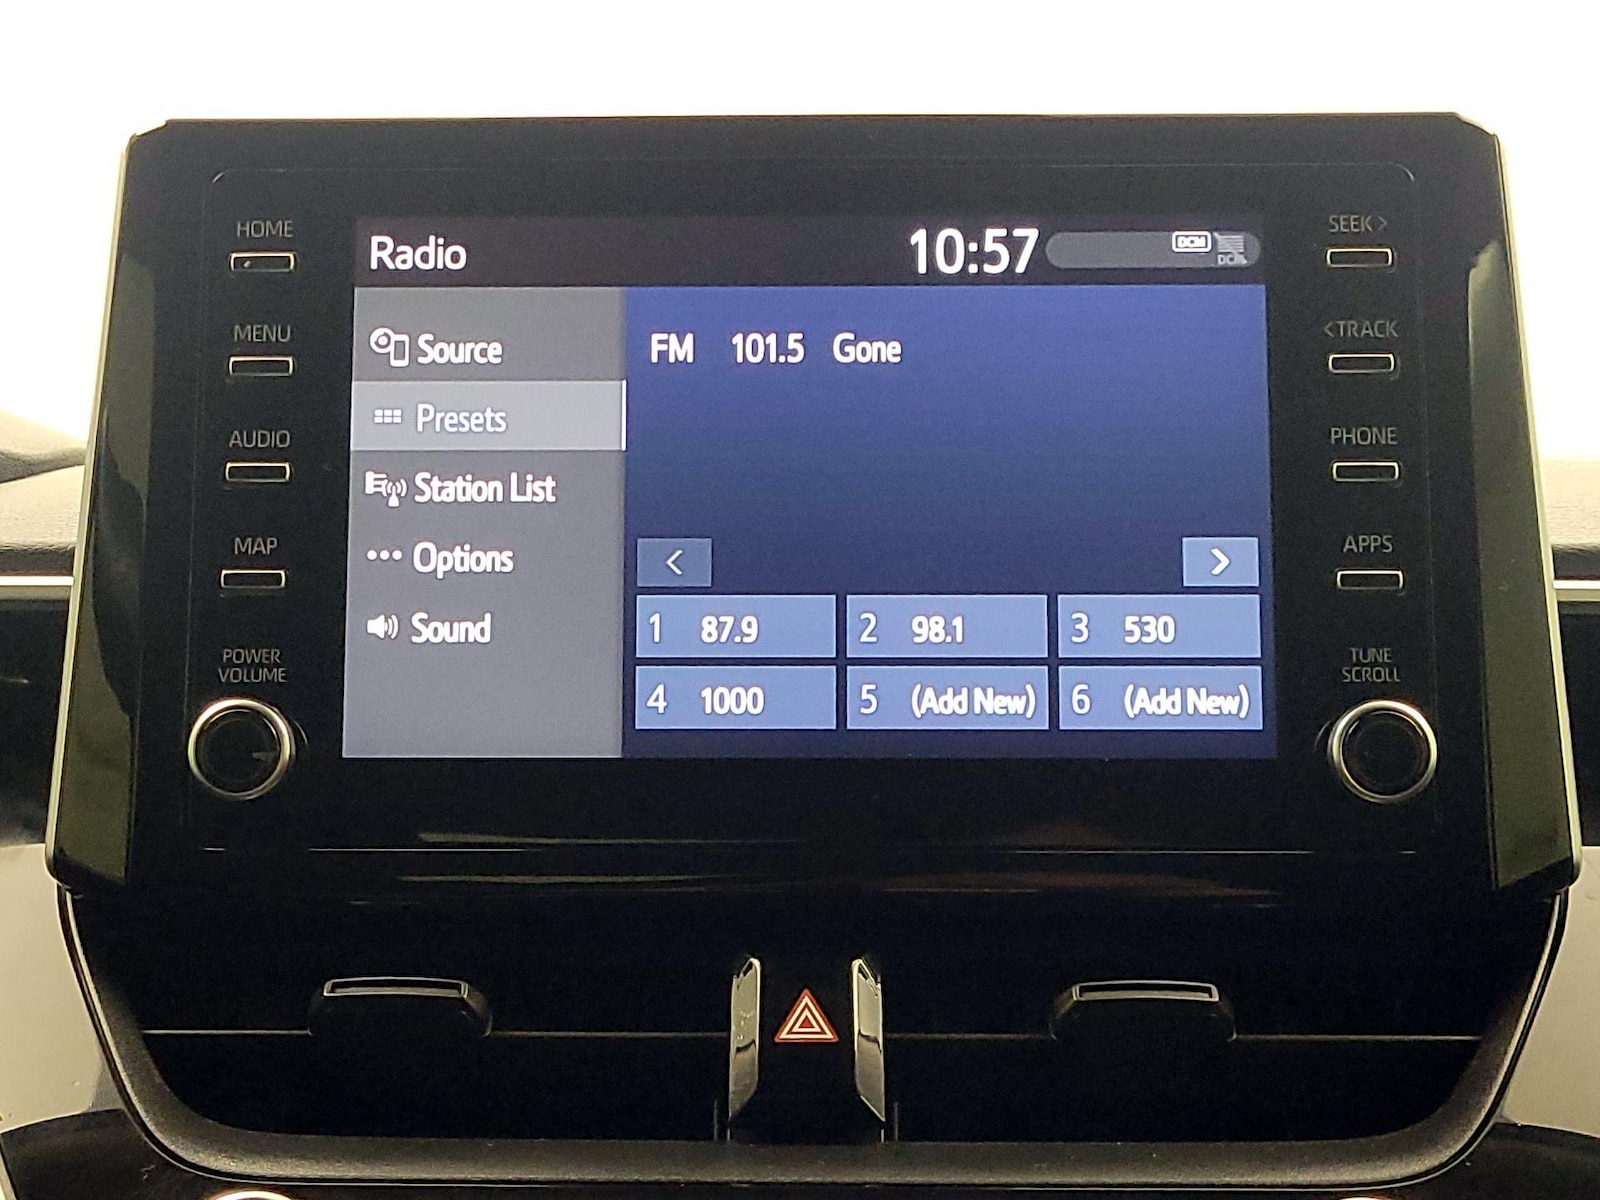 HOME
MENU
AUDIO
MAP
POWER
VOLUME
Radio
10:57
DCM
DCM
Source
Presets
Station List
Options
Sound
FM 101.5 Gone
<
>
1 87.9
2 98.1
3 530
4 1000
5 (Add New)
6 (Add New)
SEEK >
< TRACK
PHONE
APPS
TUNE
SCROLL